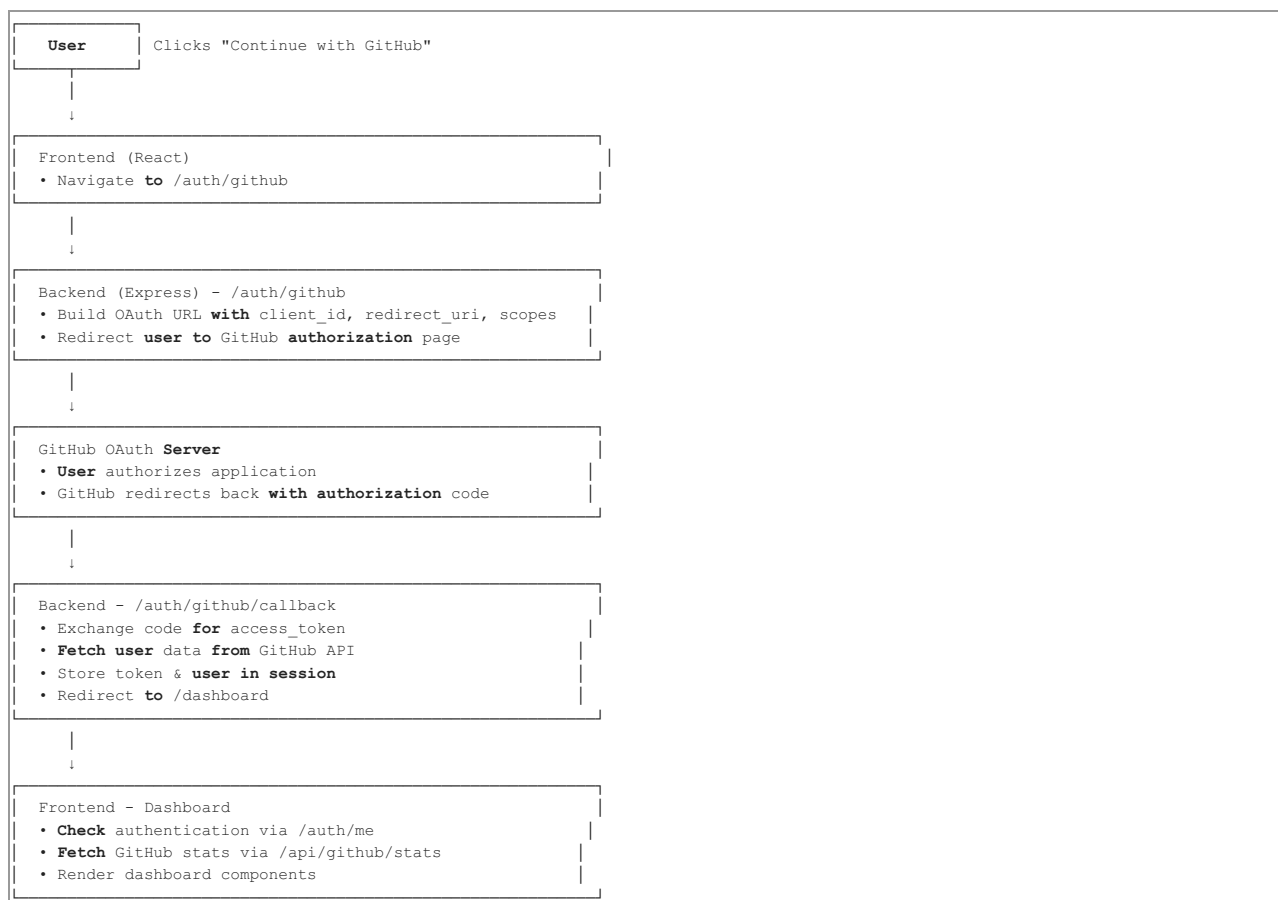 User Clicks "Continue with GitHub"
↓
Frontend (React)
• Navigate to /auth/github
↓
Backend (Express) - /auth/github
• Build OAuth URL with client_id, redirect_uri, scopes
• Redirect user to GitHub authorization page
↓
GitHub OAuth Server
• User authorizes application
• GitHub redirects back with authorization code
↓
Backend - /auth/github/callback
• Exchange code for access_token
• Fetch user data from GitHub API
• Store token & user in session
• Redirect to /dashboard
↓
Frontend - Dashboard
• Check authentication via /auth/me
• Fetch GitHub stats via /api/github/stats
• Render dashboard components